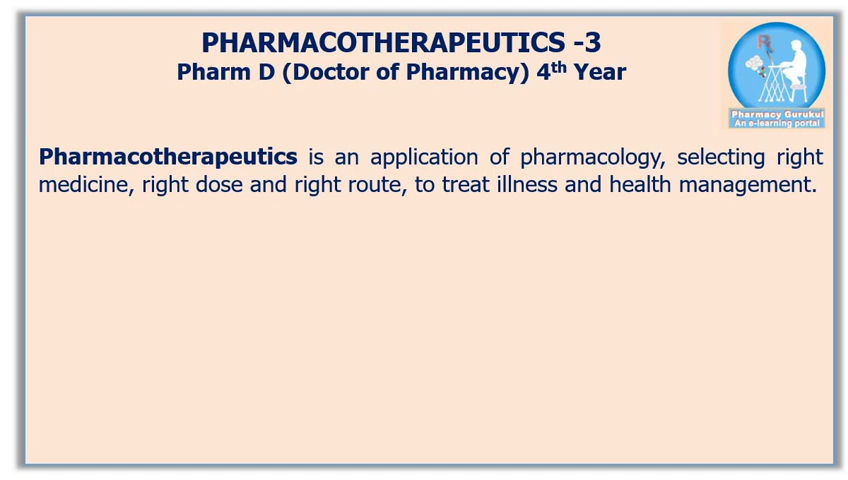 PHARMACOTHERAPEUTICS -3
Pharm D (Doctor of Pharmacy) 4th Year
Pharmacy Gurukul
An e-learning portal
Pharmacotherapeutics is an application of pharmacology, selecting right
medicine, right dose and right route, to treat illness and health management.